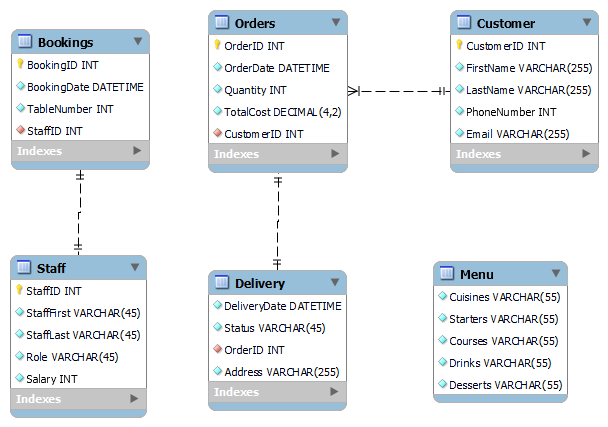 Bookings
BookingID INT
BookingDate DATETIME
TableNumber INT
StaffID INT
Indexes
Orders
OrderID INT
OrderDate DATETIME
Quantity INT
TotalCost DECIMAL(4,2)
CustomerID INT
Indexes
Customer
CustomerID INT
FirstName VARCHAR(255)
LastName VARCHAR(255)
PhoneNumber INT
Email VARCHAR(255)
Indexes
Staff
StaffID INT
StaffFirst VARCHAR(45)
StaffLast VARCHAR(45)
Role VARCHAR(45)
Salary INT
Indexes
Delivery
DeliveryDate DATETIME
Status VARCHAR(45)
OrderID INT
Address VARCHAR(255)
Indexes
Menu
Cuisines VARCHAR(55)
Starters VARCHAR(55)
Courses VARCHAR(55)
Drinks VARCHAR(55)
Desserts VARCHAR(55)